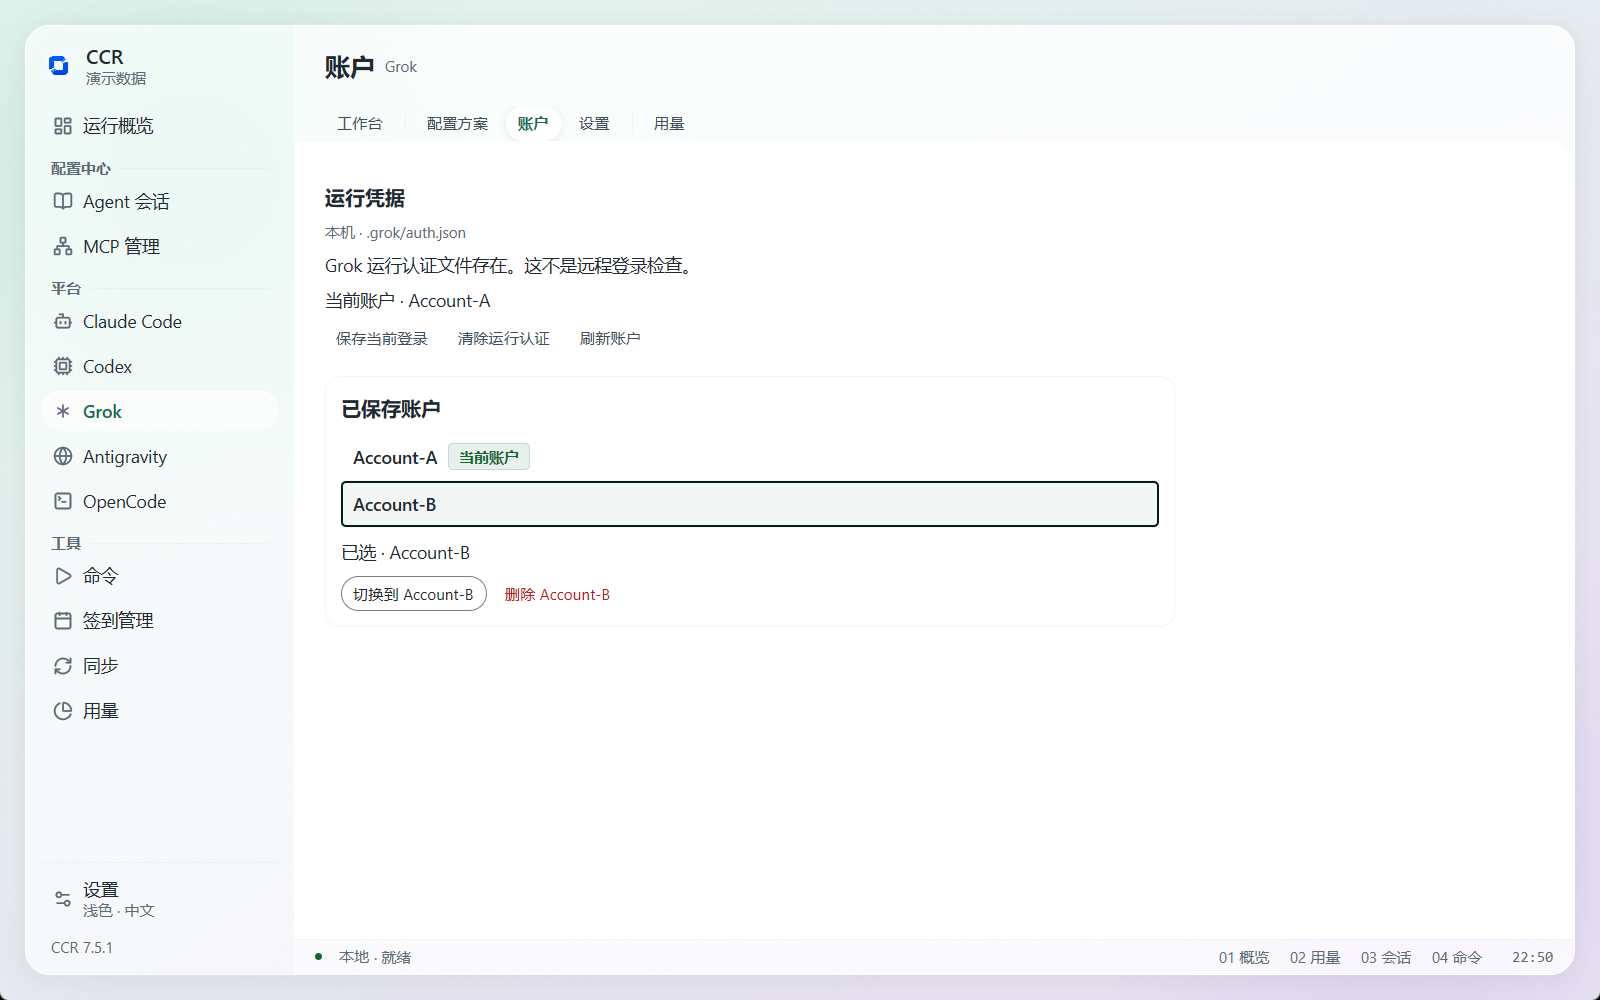 CCR
演示数据
运行概览
配置中心
Agent 会话
MCP 管理
平台
Claude Code
Codex
Grok
Antigravity
OpenCode
工具
命令
签到管理
同步
用量
设置
浅色 · 中文
CCR 7.5.1
账户 Grok
工作台 配置方案 账户 设置 用量
运行凭据
本机 · .grok/auth.json
Grok 运行认证文件存在。这不是远程登录检查。
当前账户 · Account-A
保存当前登录 清除运行认证 刷新账户
已保存账户
Account-A 当前账户
Account-B
已选 · Account-B
切换到 Account-B 删除 Account-B
本地 · 就绪 01 概览 02 用量 03 会话 04 命令 22:50